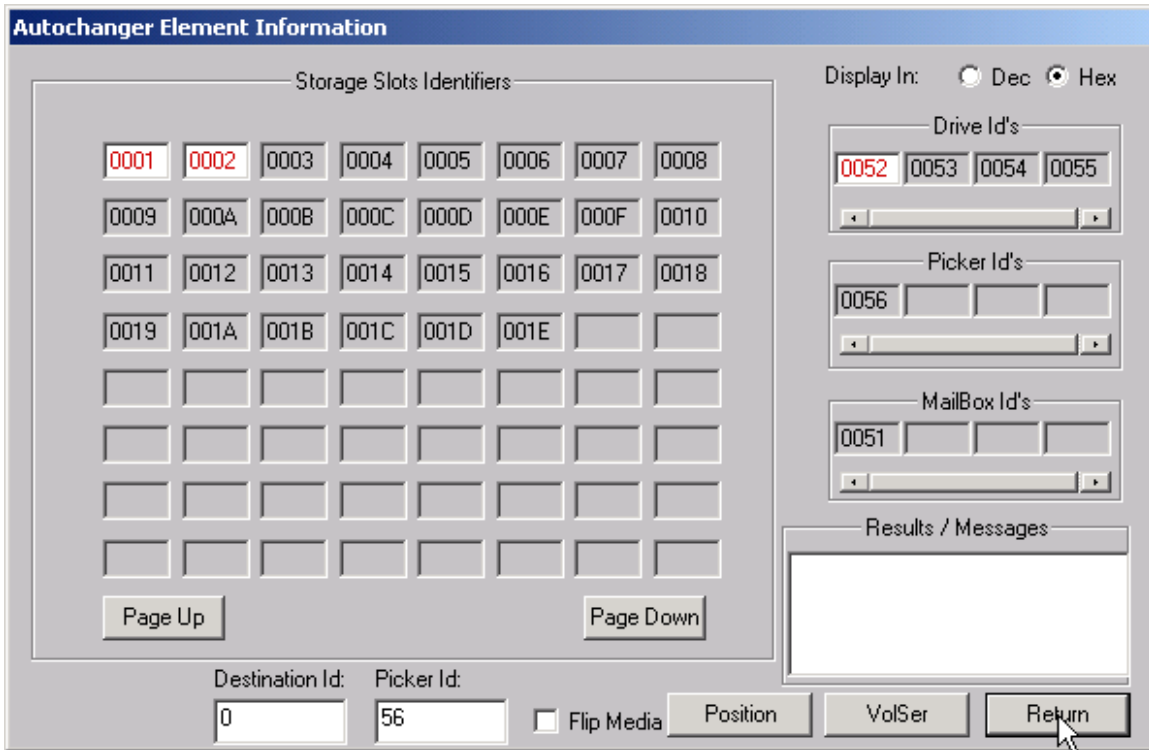 Autochanger Element Information
Storage Slots Identifiers
0001 0002 0003 0004 0005 0006 0007 0008
0009 000A 000B 000C 000D 000E 000F 0010
0011 0012 0013 0014 0015 0016 0017 0018
0019 001A 001B 001C 001D 001E
Page Up Page Down
Display In: Dec Hex
Drive Id's
0052 0053 0054 0055
Picker Id's
0056
MailBox Id's
0051
Results / Messages
Destination Id: Picker Id:
0 56 Flip Media Position VolSer Return